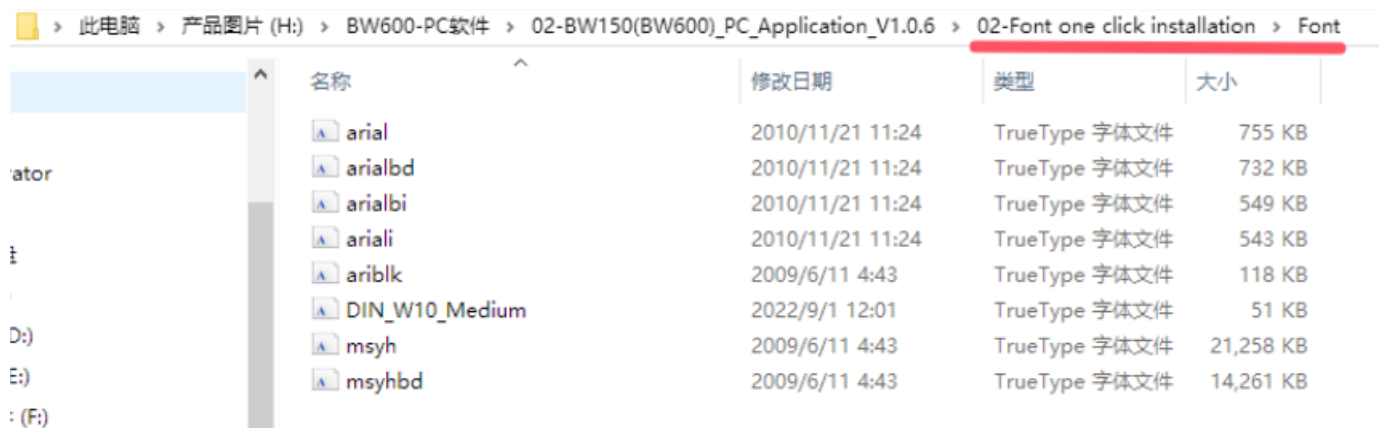 > 此电脑 > 产品图片 (H:) > BW600-PC软件 > 02-BW150(BW600)_PC_Application_V1.0.6 > 02-Font one click installation > Font
名称 修改日期 类型 大小
arial 2010/11/21 11:24 TrueType 字体文件 755 KB
ator
arialbd 2010/11/21 11:24 TrueType 字体文件 732 KB
arialbi 2010/11/21 11:24 TrueType 字体文件 549 KB
ariali 2010/11/21 11:24 TrueType 字体文件 543 KB
ariblk 2009/6/11 4:43 TrueType 字体文件 118 KB
DIN_W10_Medium 2022/9/1 12:01 TrueType 字体文件 51 KB
D:)
msyh 2009/6/11 4:43 TrueType 字体文件 21,258 KB
E:)
msyhbd 2009/6/11 4:43 TrueType 字体文件 14,261 KB
(F:)